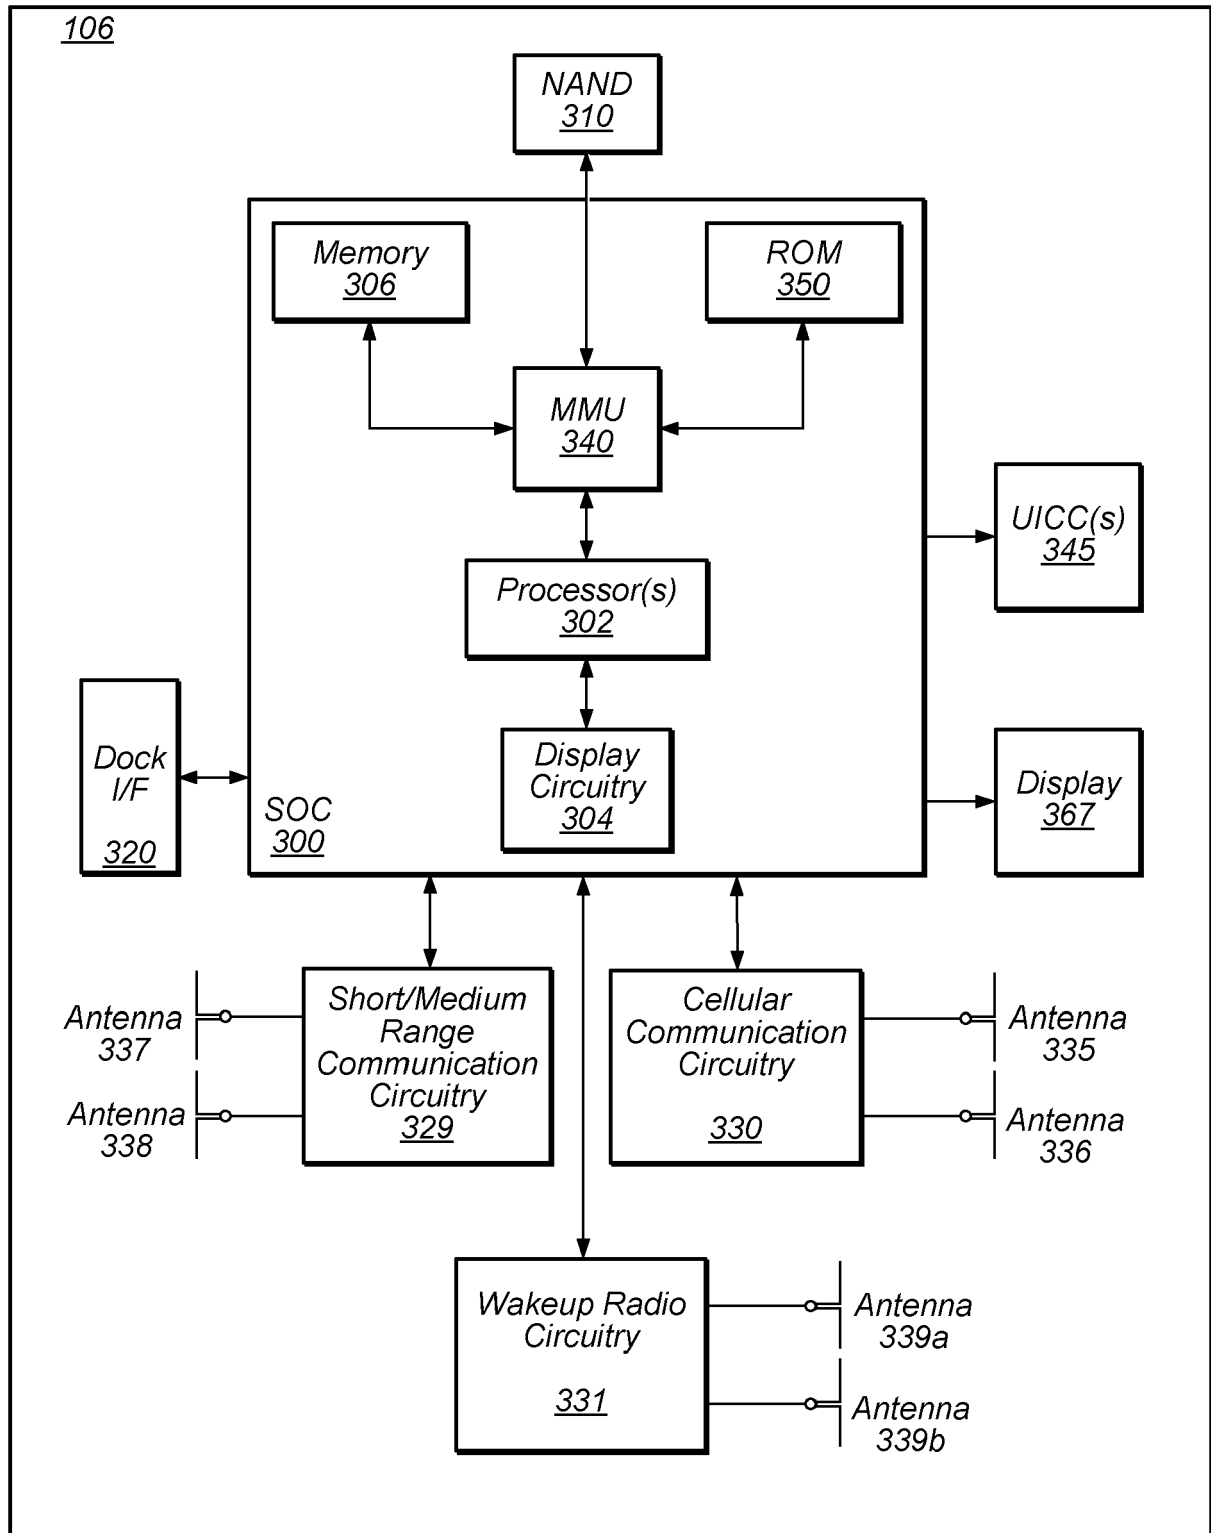 106
NAND
310
Memory
306
ROM
350
MMU
340
UICC(s)
345
Processor(s)
302
Dock
I/F
320
SOC
300
Display
Circuitry
304
Display
367
Antenna
337
Antenna
338
Short/Medium
Range
Communication
Circuitry
329
Cellular
Communication
Circuitry
330
Antenna
335
Antenna
336
Wakeup Radio
Circuitry
331
Antenna
339a
Antenna
339b